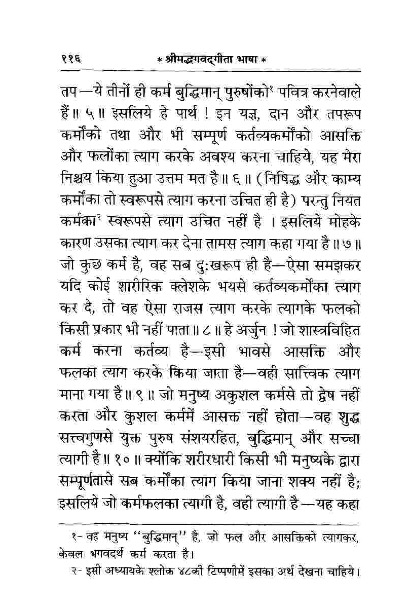 ११६ * श्रीमद्भगवद्गीता भाषा *
तप—ये तीनों ही कर्म बुद्धिमान् पुरुषोंको१ पवित्र करनेवाले
हैं॥ ५॥ इसलिये हे पार्थ! इन यज्ञ, दान और तपरूप
कर्मोंको तथा और भी सम्पूर्ण कर्तव्यकर्मोंको आसक्ति
और फलोंका त्याग करके अवश्य करना चाहिये, यह मेरा
निश्चय किया हुआ उत्तम मत है॥ ६॥ (निषिद्ध और काम्य
कर्मोंका तो स्वरूपसे त्याग करना उचित ही है) परन्तु नियत
कर्मका२ स्वरूपसे त्याग उचित नहीं है । इसलिये मोहके
कारण उसका त्याग कर देना तामस त्याग कहा गया है॥ ७॥
जो कुछ कर्म है, वह सब दुःखरूप ही है—ऐसा समझकर
यदि कोई शारीरिक क्लेशके भयसे कर्तव्यकर्मोंका त्याग
कर दे, तो वह ऐसा राजस त्याग करके त्यागके फलको
किसी प्रकार भी नहीं पाता॥ ८॥ हे अर्जुन! जो शास्त्रविहित
कर्म करना कर्तव्य है—इसी भावसे आसक्ति और
फलका त्याग करके किया जाता है—वही सात्त्विक त्याग
माना गया है॥ ९॥ जो मनुष्य अकुशल कर्मसे तो द्वेष नहीं
करता और कुशल कर्ममें आसक्त नहीं होता—वह शुद्ध
सत्त्वगुणसे युक्त पुरुष संशयरहित, बुद्धिमान् और सच्चा
त्यागी है॥ १०॥ क्योंकि शरीरधारी किसी भी मनुष्यके द्वारा
सम्पूर्णतासे सब कर्मोंका त्याग किया जाना शक्य नहीं है;
इसलिये जो कर्मफलका त्यागी है, वही त्यागी है—यह कहा
१- वह मनुष्य ‘‘बुद्धिमान्’’ है, जो फल और आसक्तिको त्यागकर,
केवल भगवदर्थ कर्म करता है।
२- इसी अध्यायके श्लोक ४८की टिप्पणीमें इसका अर्थ देखना चाहिये।